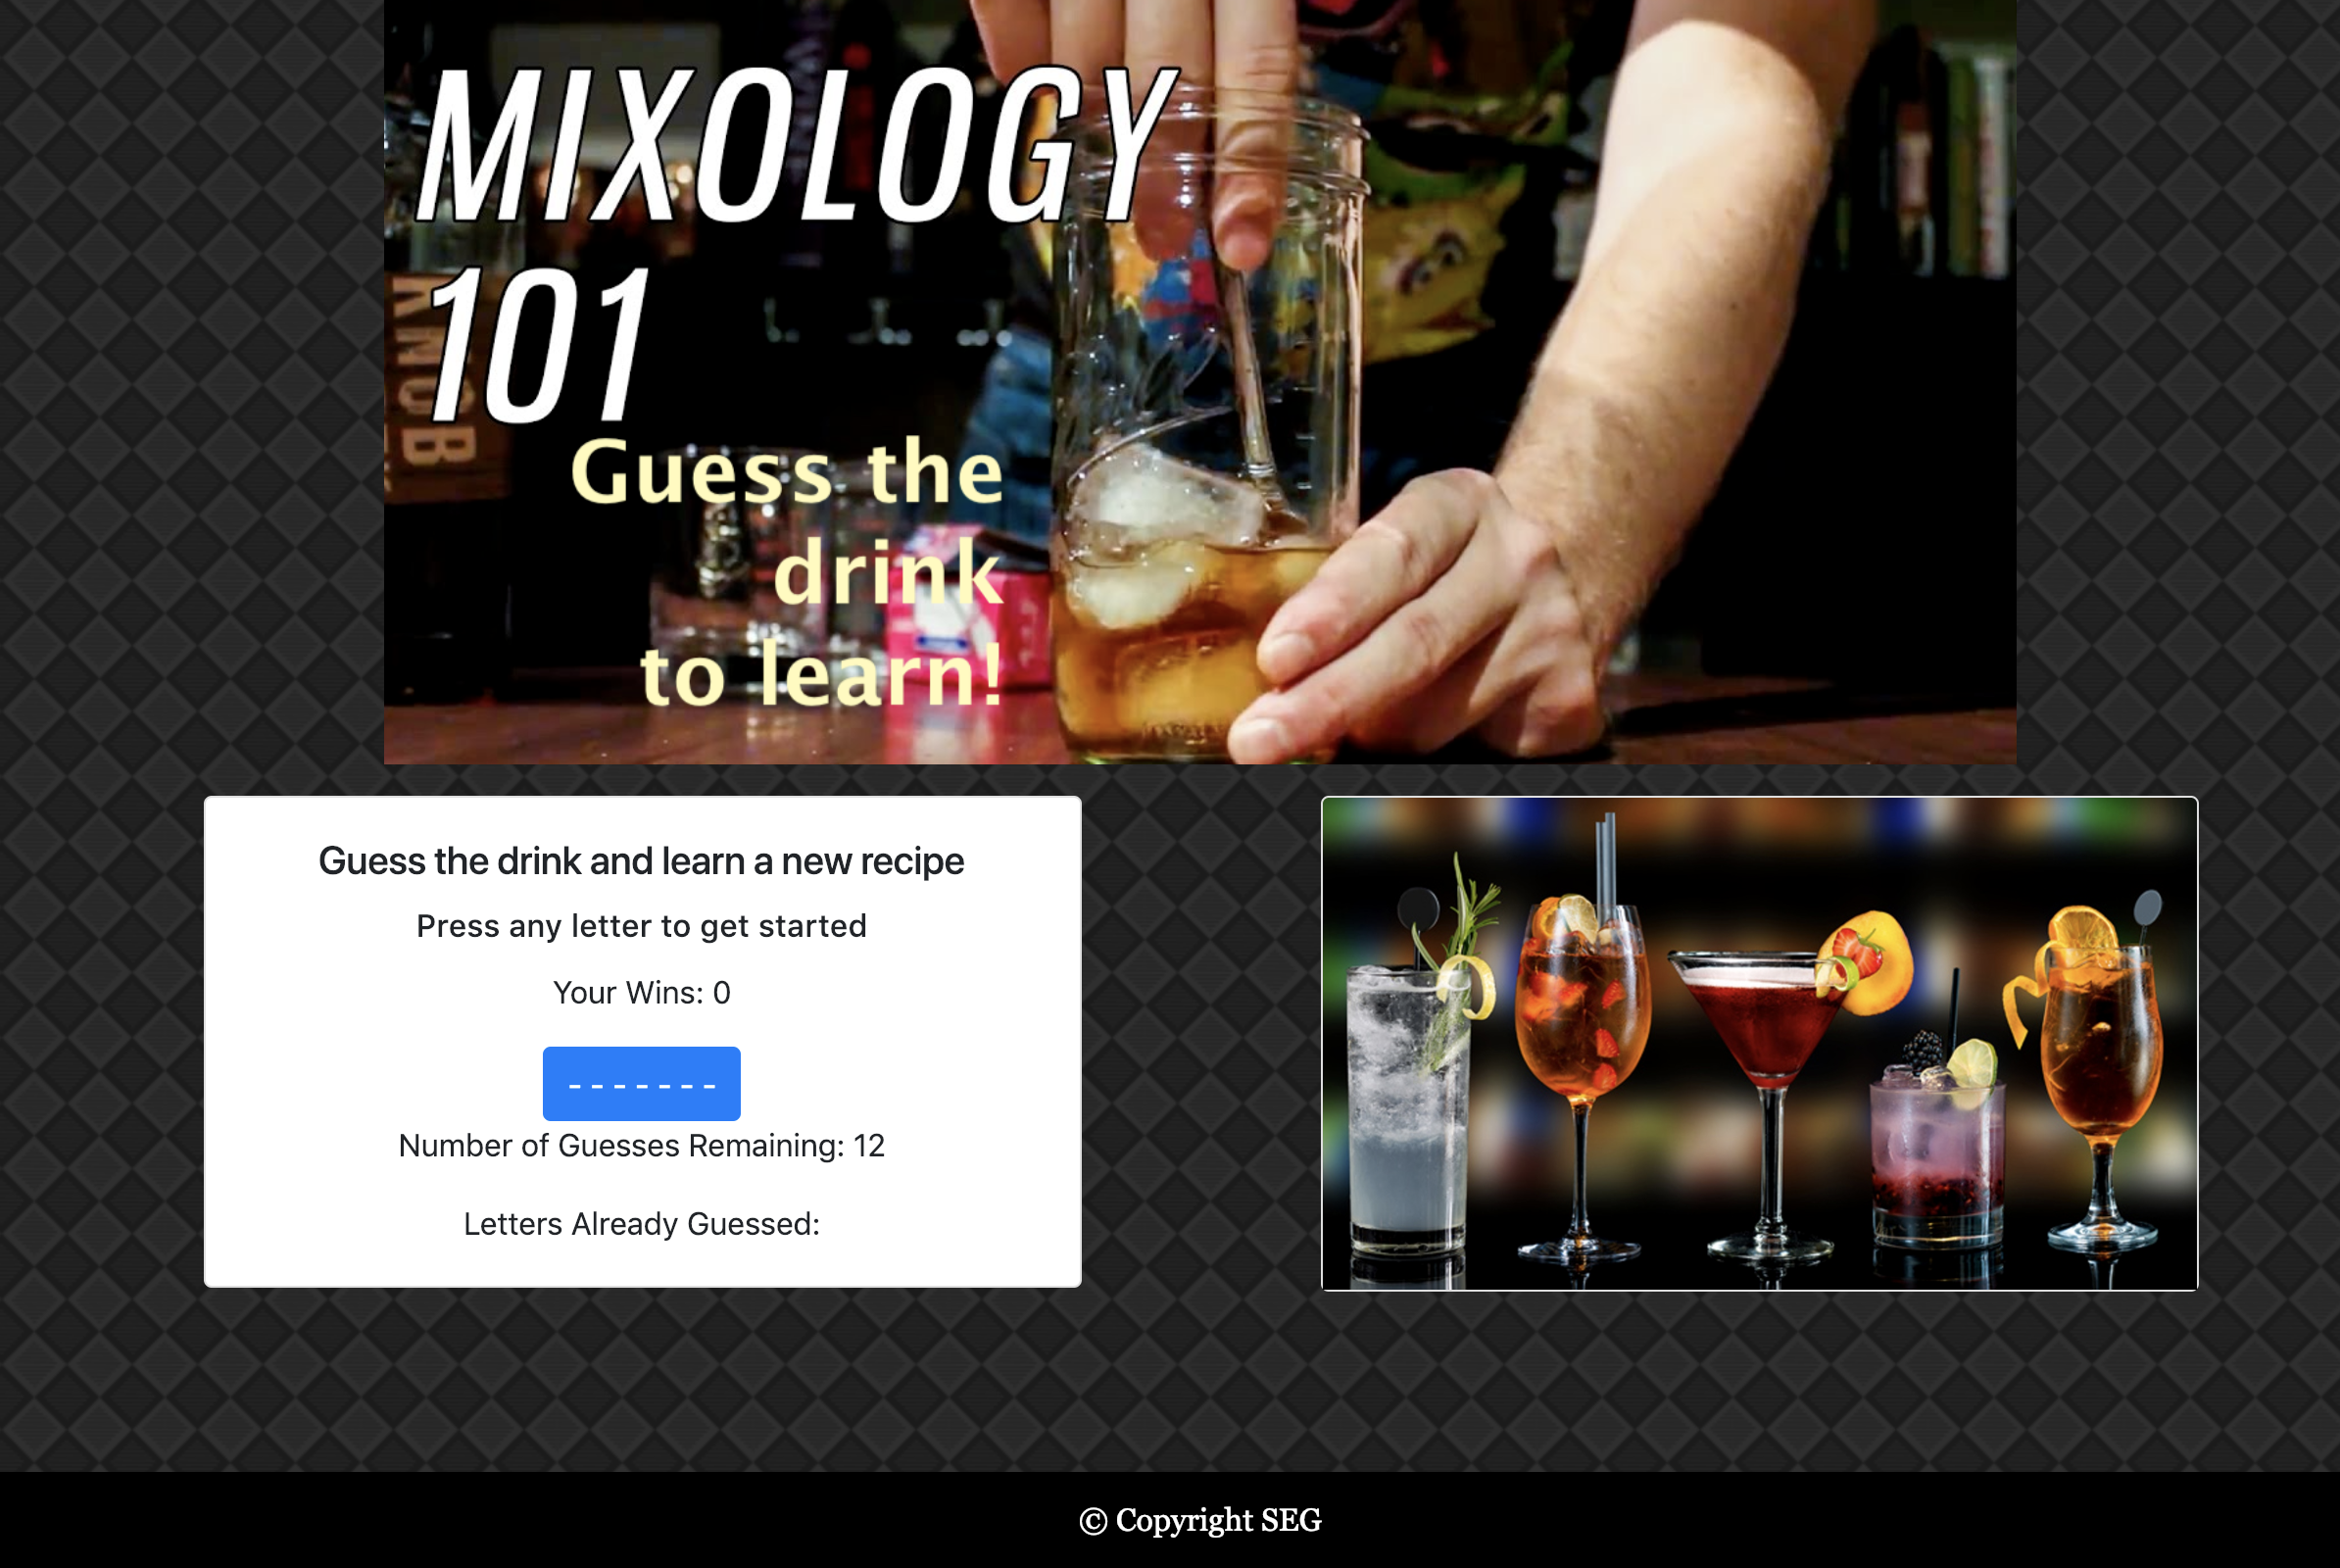 MIXOLOGY
101
KNOB
Guess the
drink
to learn!
Guess the drink and learn a new recipe
Press any letter to get started
Your Wins: 0
- - - - - - -
Number of Guesses Remaining: 12
Letters Already Guessed:
© Copyright SEG